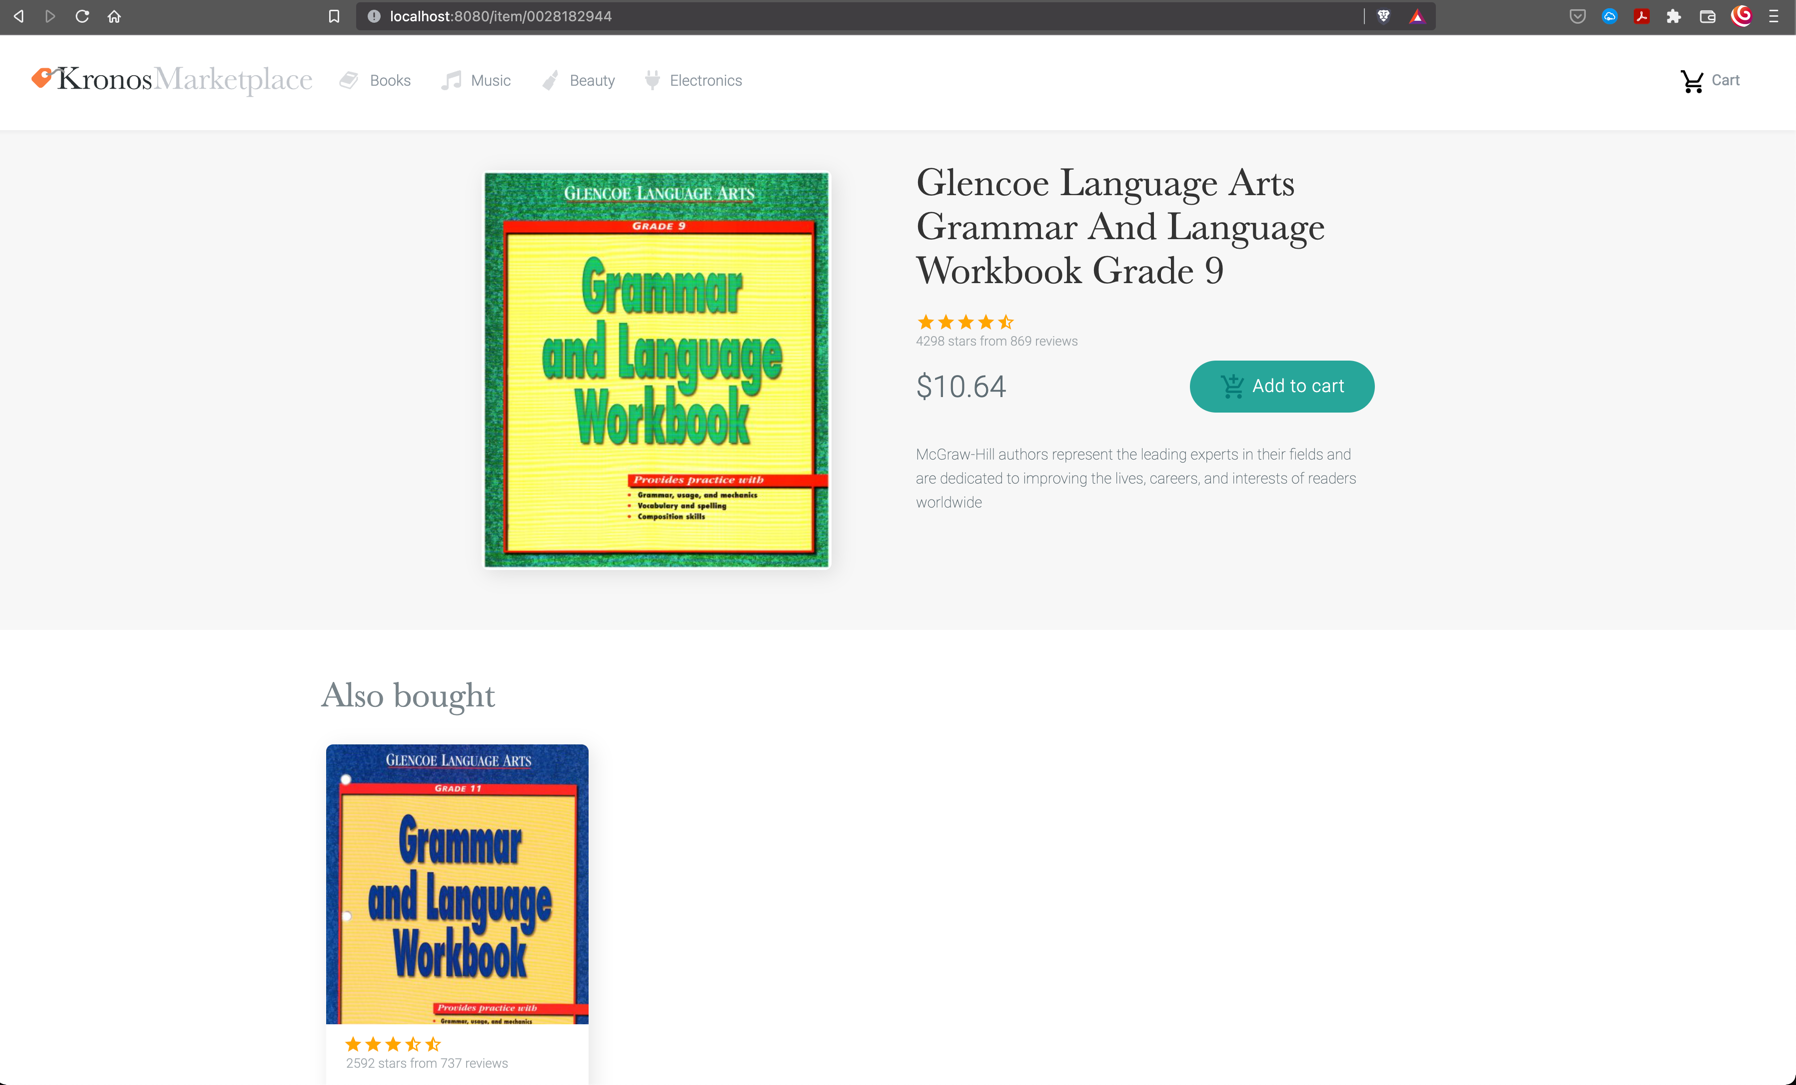 localhost:8080/item/0028182944
KronosMarketplace
Books
Music
Beauty
Electronics
Cart
GLENCOE LANGUAGE ARTS
GRADE 9
Grammar
and Language
Workbook
Provides practice with
• Grammar, usage, and mechanics
• Vocabulary and spelling
• Composition skills
Glencoe Language Arts
Grammar And Language
Workbook Grade 9
4298 stars from 869 reviews
$10.64
Add to cart
McGraw-Hill authors represent the leading experts in their fields and
are dedicated to improving the lives, careers, and interests of readers
worldwide
Also bought
GLENCOE LANGUAGE ARTS
GRADE 11
Grammar
and Language
Workbook
Provides practice with
• Grammar, usage, and mechanics
2592 stars from 737 reviews